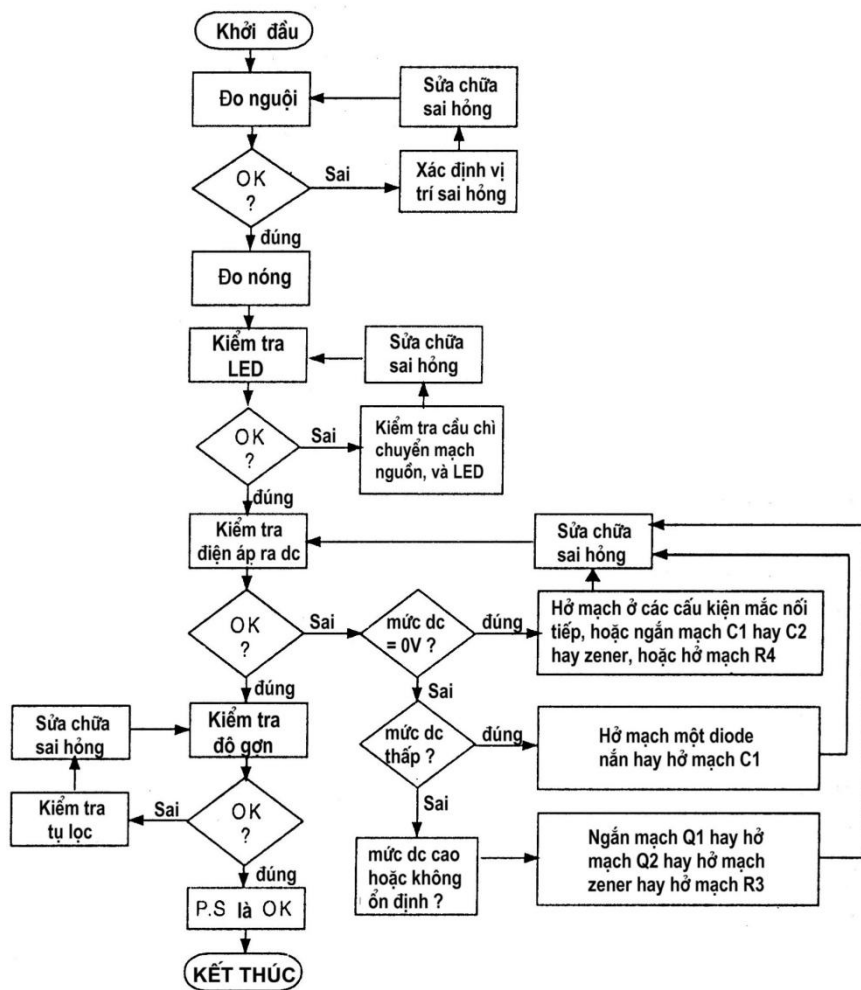 Khởi đầu
Đo nguội
Sửa chữa
sai hỏng
OK
?
Sai
Xác định vị
trí sai hỏng
đúng
Đo nóng
Kiểm tra
LED
Sửa chữa
sai hỏng
OK
?
Sai
Kiểm tra cầu chì
chuyển mạch
nguồn, và LED
đúng
Kiểm tra
điện áp ra dc
Sửa chữa
sai hỏng
OK
?
Sai
mức dc
= 0V ?
đúng
Hở mạch ở các cấu kiện mắc nối
tiếp, hoặc ngắn mạch C1 hay C2
hay zener, hoặc hở mạch R4
đúng
Sai
Sửa chữa
sai hỏng
Kiểm tra
độ gợn
mức dc
thấp ?
đúng
Hở mạch một diode
nắn hay hở mạch C1
Kiểm tra
tụ lọc
Sai
OK
?
Sai
mức dc cao
hoặc không
ổn định ?
Ngắn mạch Q1 hay hở
mạch Q2 hay hở mạch
zener hay hở mạch R3
đúng
P.S là OK
KẾT THÚC